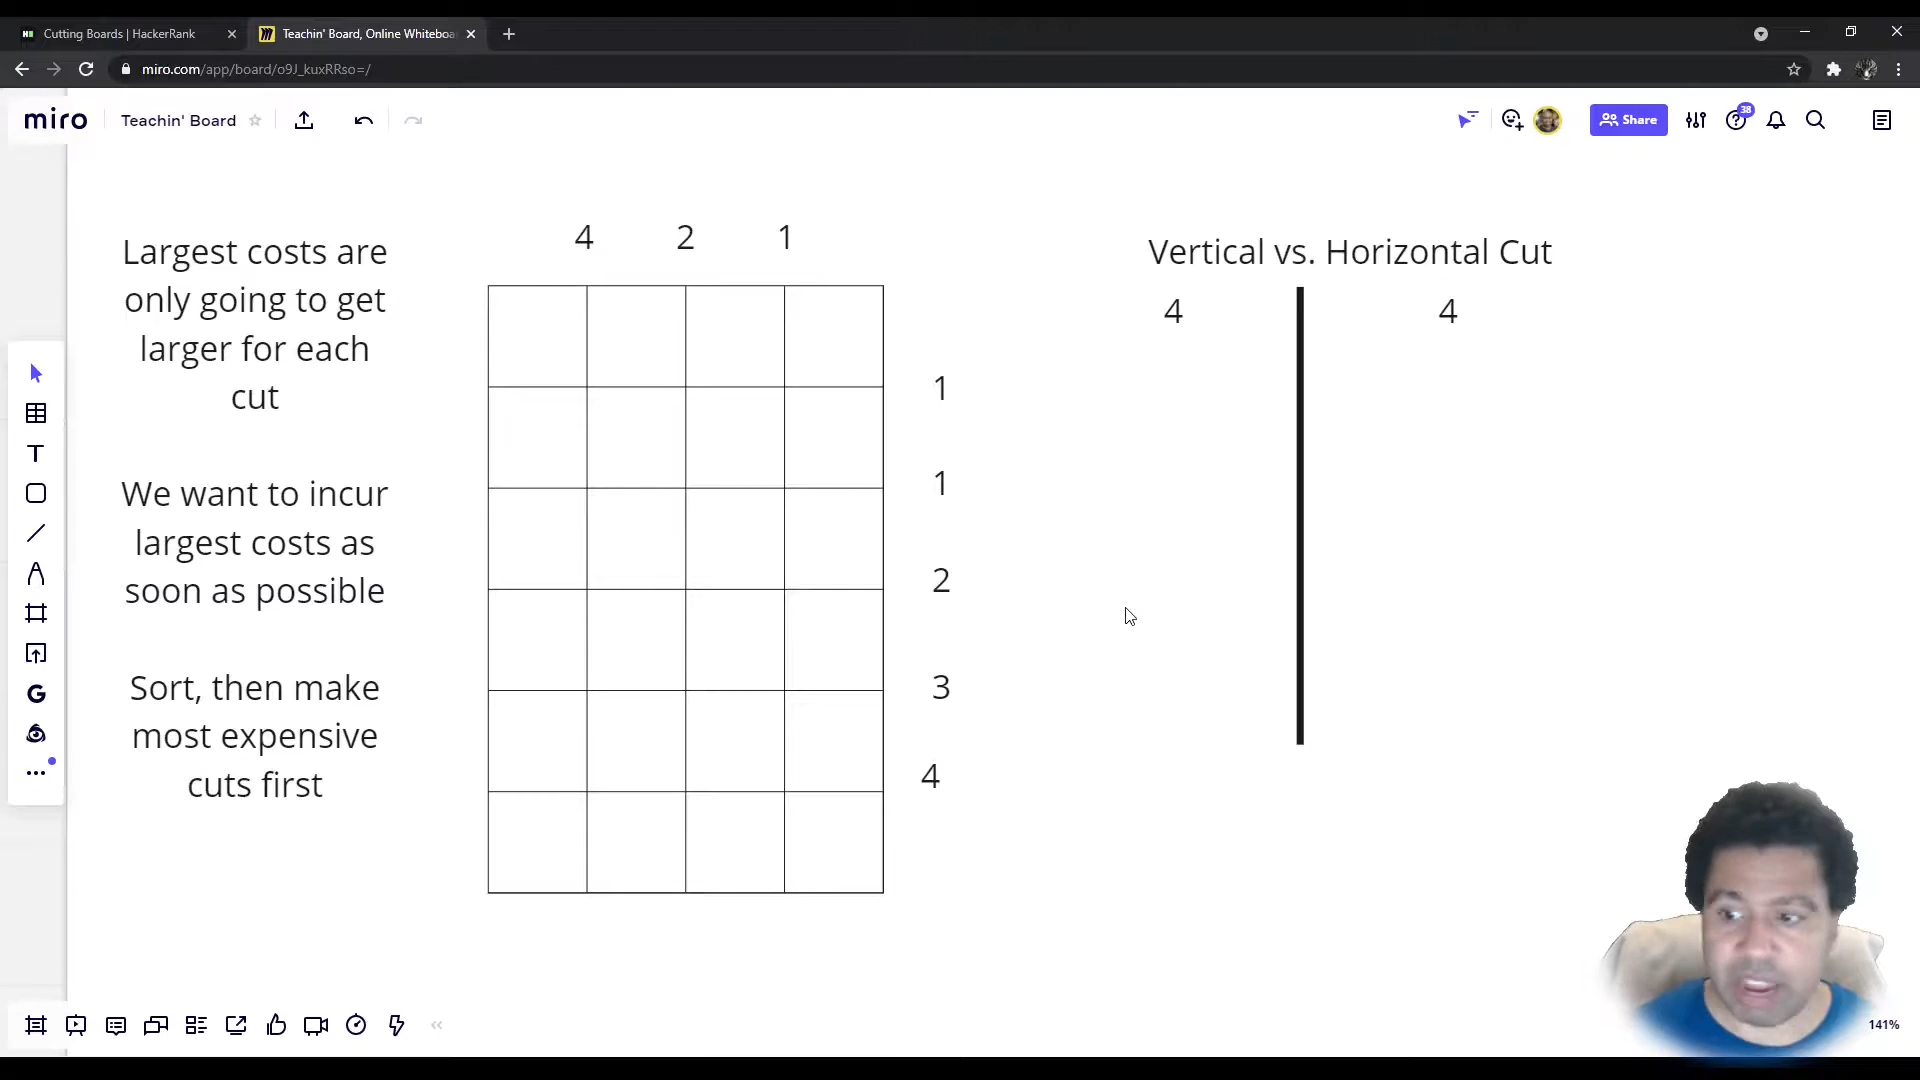 Cutting Boards | HackerRank
Teachin' Board, Online Whiteboa
miro.com/app/board/o9J_kuxRRso=/
miro
Teachin' Board
38
Share
Largest costs are
only going to get
larger for each
cut
We want to incur
largest costs as
soon as possible
Sort, then make
most expensive
cuts first
4 2 1
1
1
2
3
4
Vertical vs. Horizontal Cut
4 4
141%